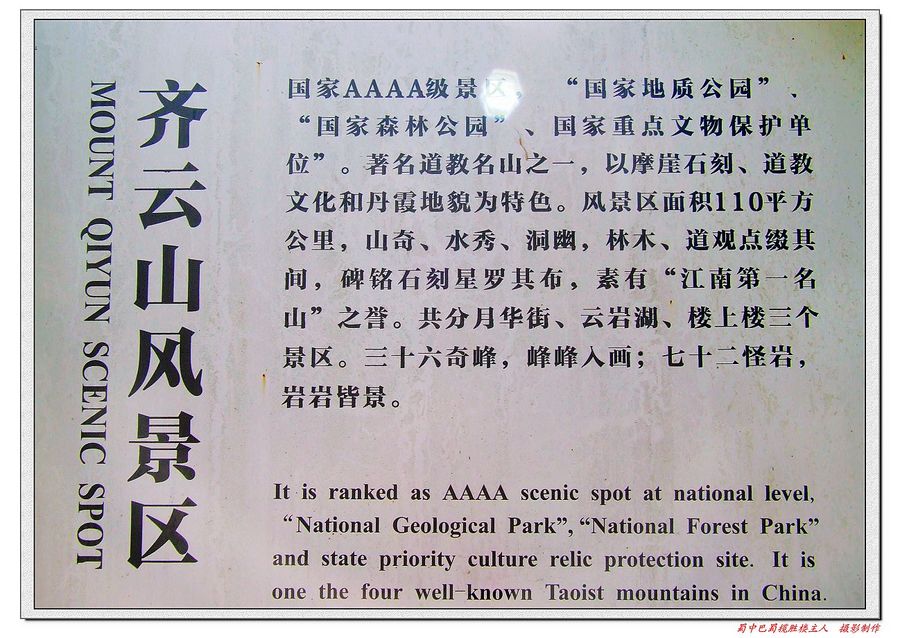 齐云山风景区
MOUNT QIYUN SCENIC SPOT
国家AAAA级景区，“国家地质公园”、
“国家森林公园”、国家重点文物保护单
位”。著名道教名山之一，以摩崖石刻、道教
文化和丹霞地貌为特色。风景区面积110平方
公里，山奇、水秀、洞幽，林木、道观点缀其
间，碑铭石刻星罗其布，素有“江南第一名
山”之誉。共分月华街、云岩湖、楼上楼三个
景区。三十六奇峰，峰峰入画；七十二怪岩，
岩岩皆景。
It is ranked as AAAA scenic spot at national level,
“National Geological Park”, “National Forest Park”
and state priority culture relic protection site. It is
one the four well-known Taoist mountains in China.
蜀中巴蜀揽胜楼主人 摄影制作